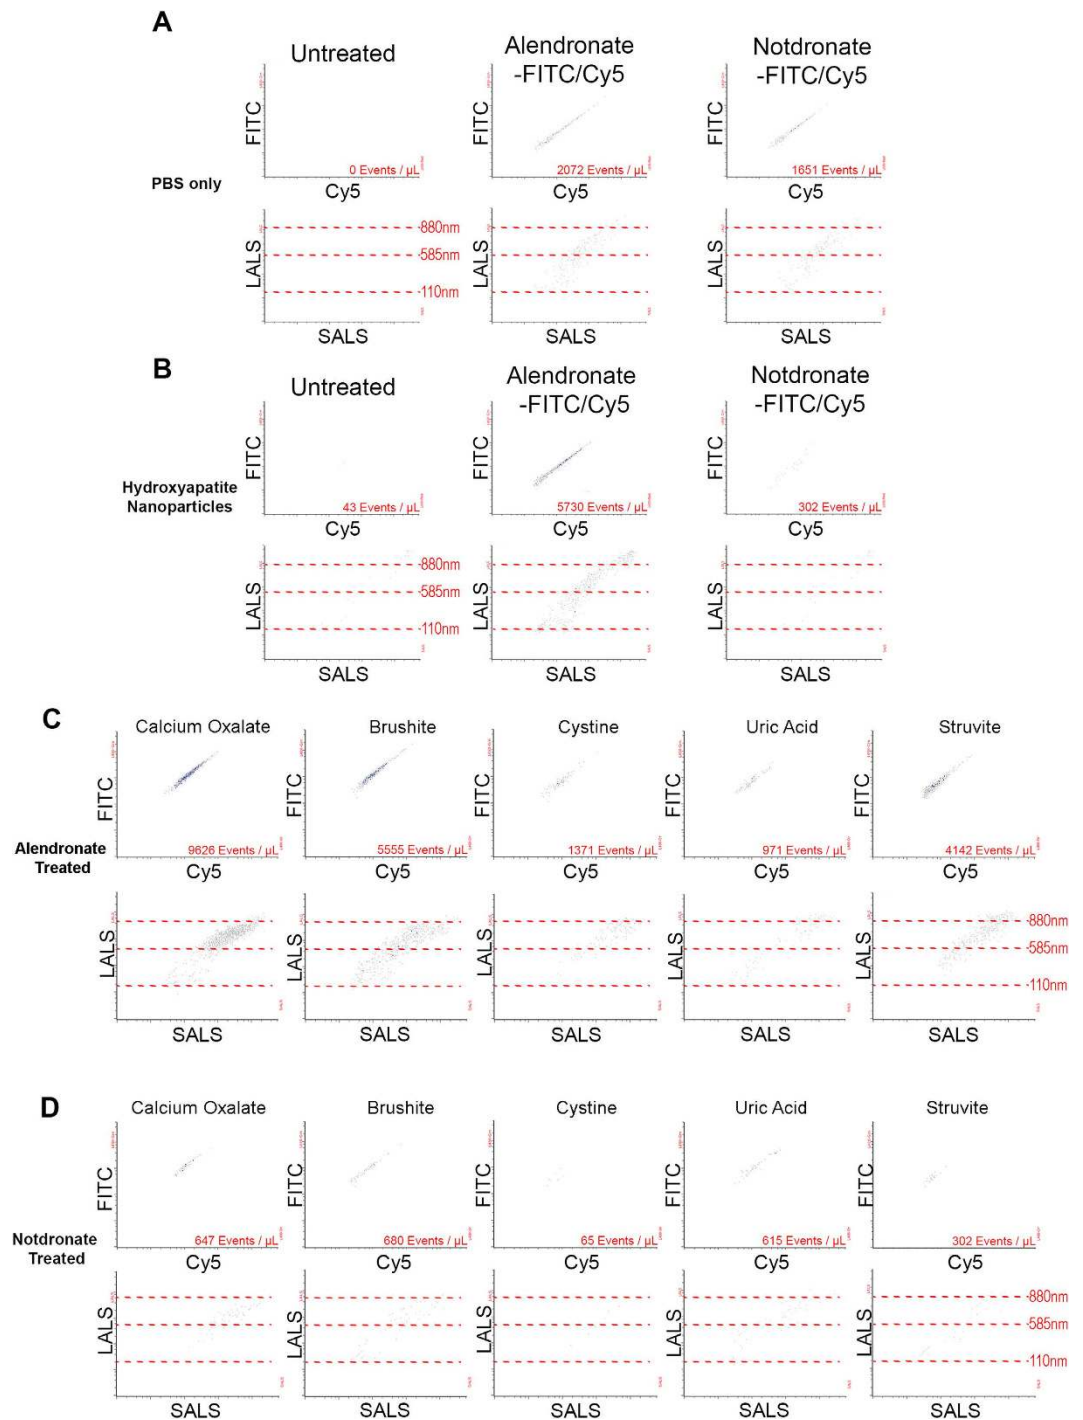 A
Untreated
Alendronate
-FITC/Cy5
Notdronate
-FITC/Cy5
PBS only
FITC
0 Events / µL
Cy5
FITC
2072 Events / µL
Cy5
FITC
1651 Events / µL
Cy5
LALS
880nm
585nm
110nm
SALS
LALS
SALS
LALS
SALS
B
Untreated
Alendronate
-FITC/Cy5
Notdronate
-FITC/Cy5
Hydroxyapatite
Nanoparticles
FITC
43 Events / µL
Cy5
FITC
5730 Events / µL
Cy5
FITC
302 Events / µL
Cy5
LALS
880nm
585nm
110nm
SALS
LALS
SALS
LALS
SALS
C
Calcium Oxalate
Brushite
Cystine
Uric Acid
Struvite
Alendronate
Treated
FITC
9626 Events / µL
Cy5
FITC
5555 Events / µL
Cy5
FITC
1371 Events / µL
Cy5
FITC
971 Events / µL
Cy5
FITC
4142 Events / µL
Cy5
LALS
SALS
LALS
SALS
LALS
SALS
LALS
SALS
LALS
880nm
585nm
110nm
SALS
D
Calcium Oxalate
Brushite
Cystine
Uric Acid
Struvite
Notdronate
Treated
FITC
647 Events / µL
Cy5
FITC
680 Events / µL
Cy5
FITC
65 Events / µL
Cy5
FITC
615 Events / µL
Cy5
FITC
302 Events / µL
Cy5
LALS
SALS
LALS
SALS
LALS
SALS
LALS
SALS
LALS
880nm
585nm
110nm
SALS